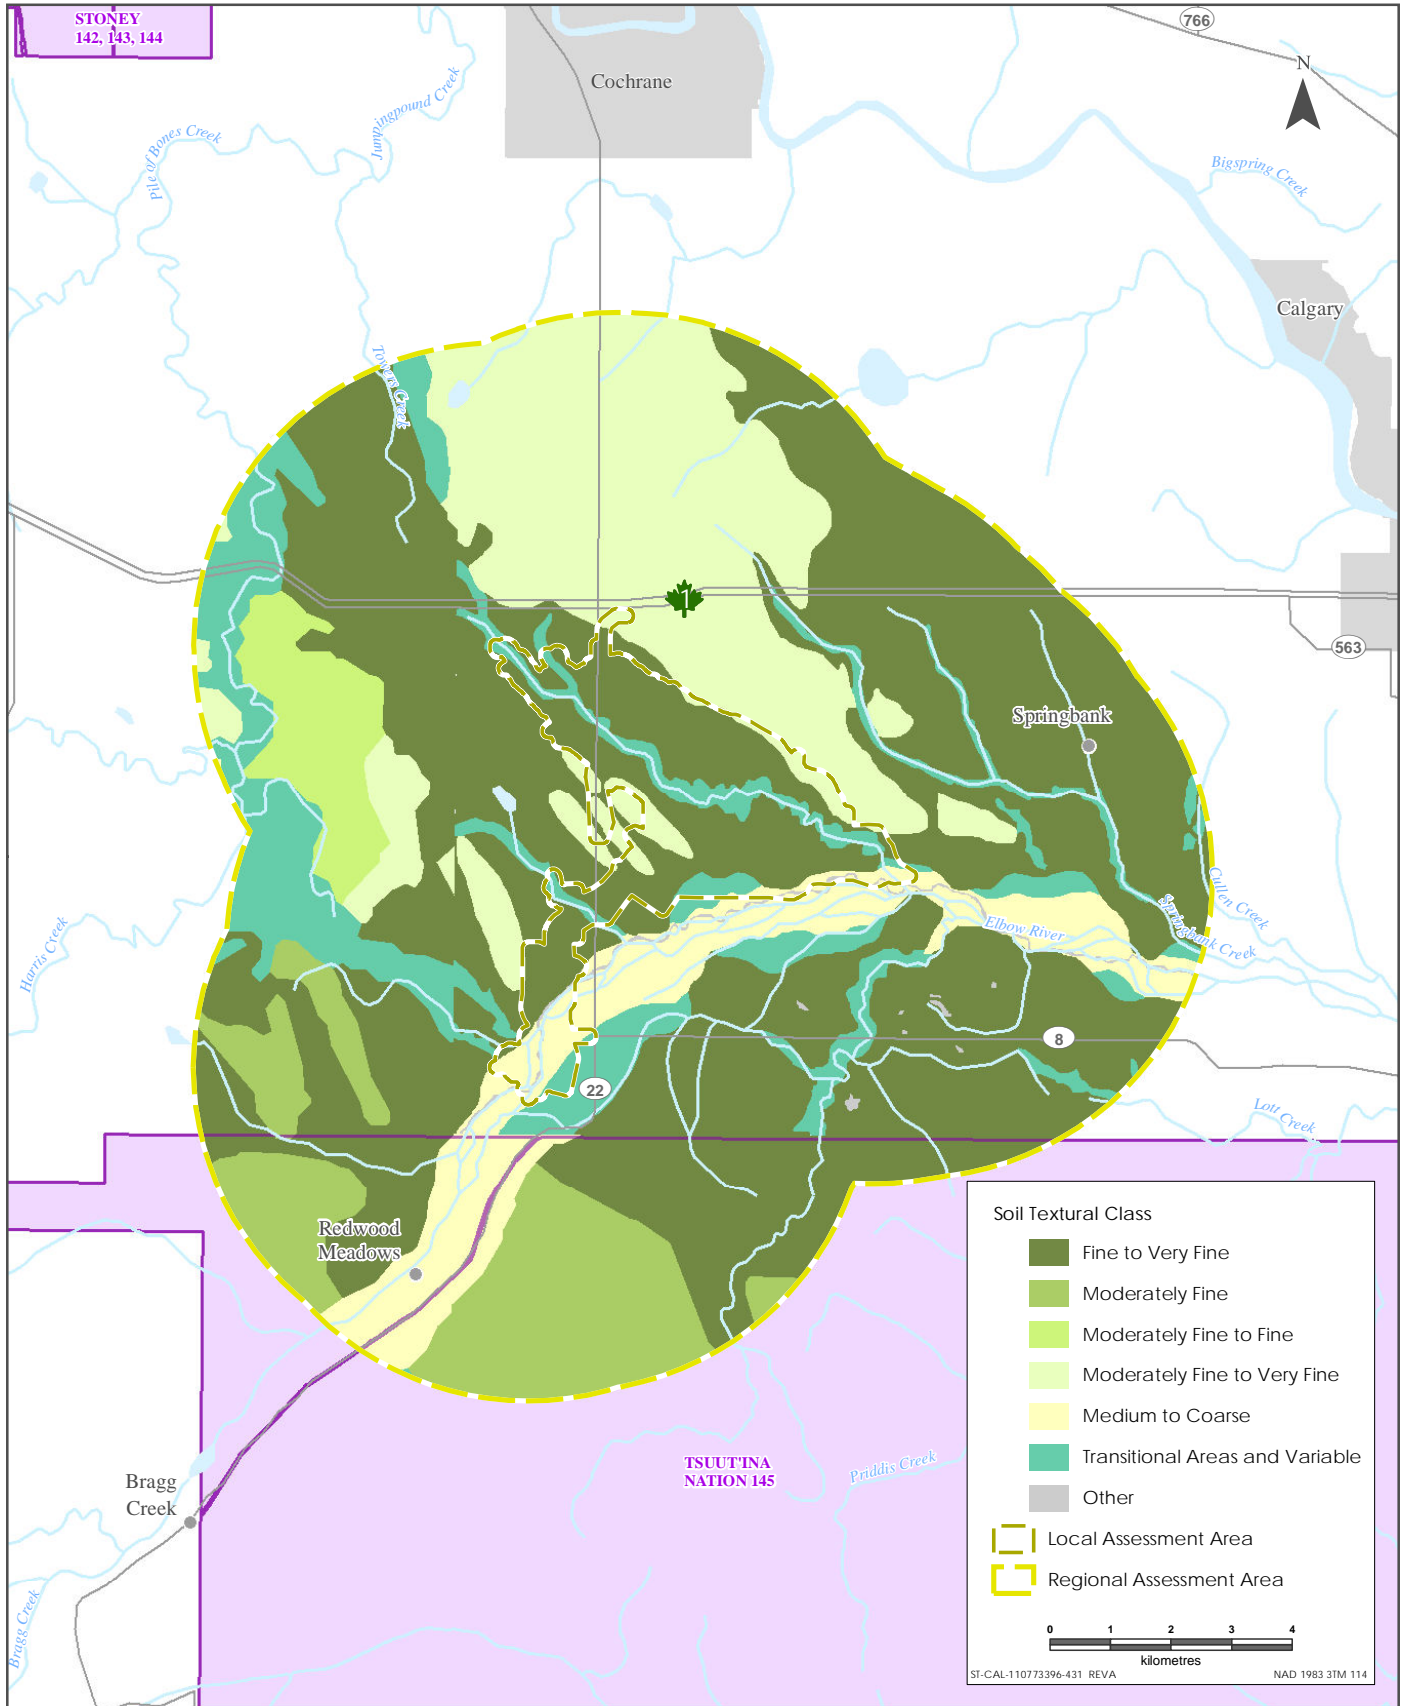 STONEY
142, 143, 144
766
Cochrane
N
Jumpingpound Creek
Pile of Bones Creek
Bigspring Creek
Calgary
Towers Creek
1
563
Springbank
Cullen Creek
Springbank Creek
Elbow River
Harris Creek
8
22
Lott Creek
Redwood
Meadows
Bragg
Creek
TSUUT'INA
NATION 145
Priddis Creek
Bragg Creek
Soil Textural Class
Fine to Very Fine
Moderately Fine
Moderately Fine to Fine
Moderately Fine to Very Fine
Medium to Coarse
Transitional Areas and Variable
Other
Local Assessment Area
Regional Assessment Area
0 1 2 3 4
kilometres
ST-CAL-110773396-431 REVA NAD 1983 3TM 114